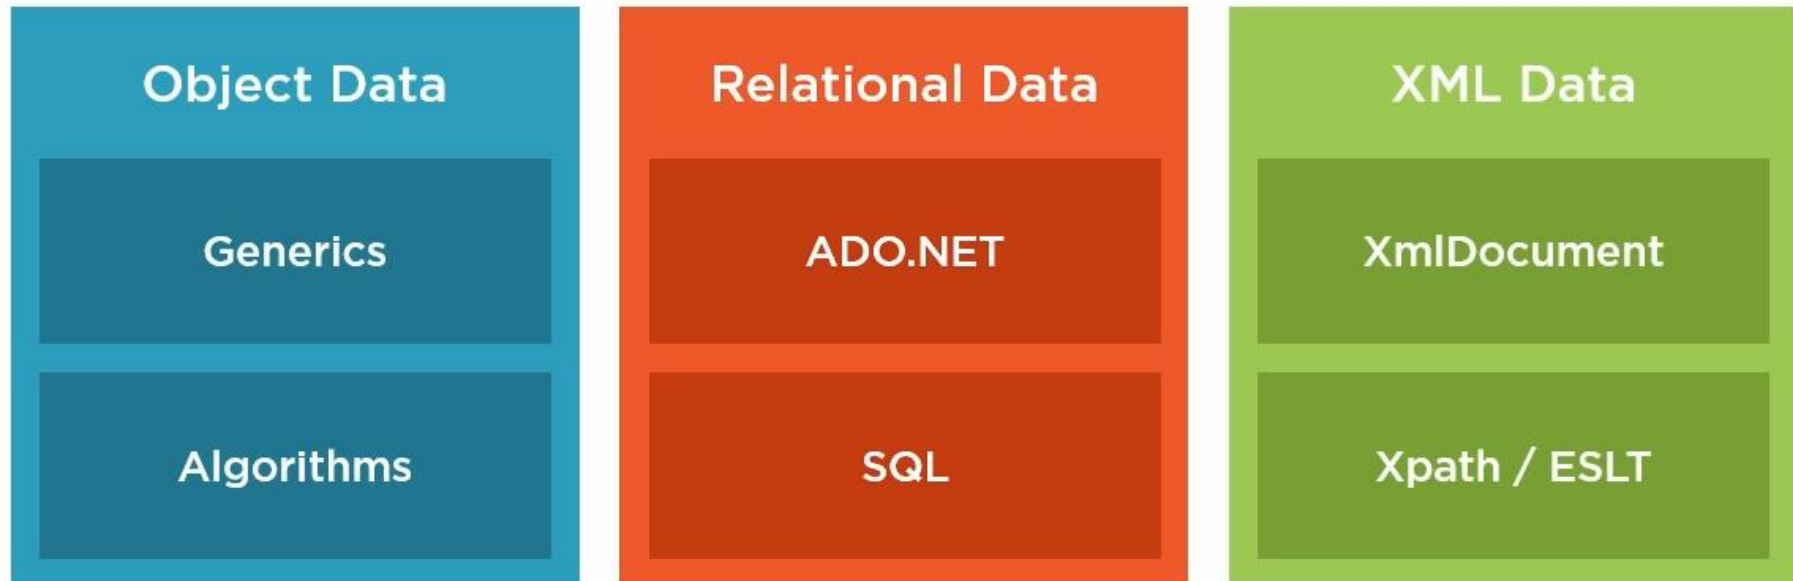 Object Data
Generics
Algorithms
Relational Data
ADO.NET
SQL
XML Data
XmlDocument
Xpath / ESLT